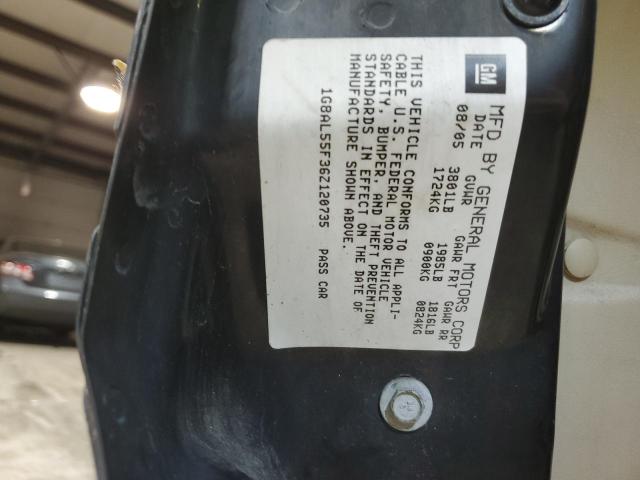 GM
MFD BY GENERAL MOTORS CORP
DATE GVWR GAWR FRT GAWR RR
08/05 3801LB 1985LB 1816LB
1724KG 0900KG 0824KG
THIS VEHICLE CONFORMS TO ALL APPLI-
CABLE U.S. FEDERAL MOTOR VEHICLE
SAFETY, BUMPER, AND THEFT PREVENTION
STANDARDS IN EFFECT ON THE DATE OF
MANUFACTURE SHOWN ABOVE.
1G8AL55F36Z120735 PASS CAR